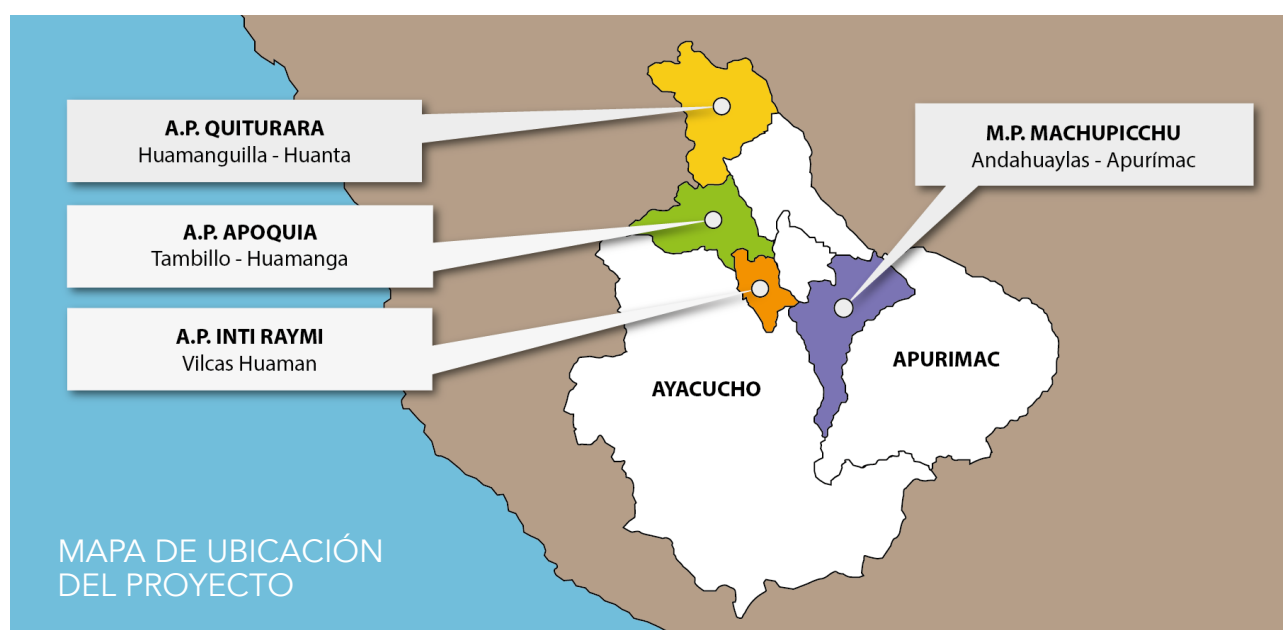 A.P. QUITURARA
Huamanguilla - Huanta
M.P. MACHUPICCHU
Andahuaylas - Apurímac
A.P. APOQUIA
Tambillo - Huamanga
A.P. INTI RAYMI
Vilcas Huaman
AYACUCHO
APURIMAC
MAPA DE UBICACIÓN
DEL PROYECTO